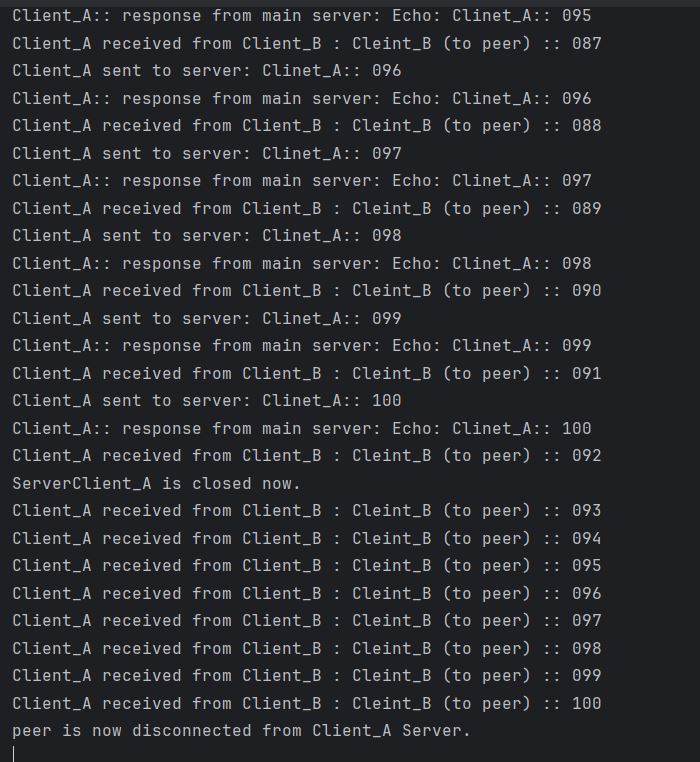 Client_A:: response from main server: Echo: Clinet_A:: 095
Client_A received from Client_B : Cleint_B (to peer) :: 087
Client_A sent to server: Clinet_A:: 096
Client_A:: response from main server: Echo: Clinet_A:: 096
Client_A received from Client_B : Cleint_B (to peer) :: 088
Client_A sent to server: Clinet_A:: 097
Client_A:: response from main server: Echo: Clinet_A:: 097
Client_A received from Client_B : Cleint_B (to peer) :: 089
Client_A sent to server: Clinet_A:: 098
Client_A:: response from main server: Echo: Clinet_A:: 098
Client_A received from Client_B : Cleint_B (to peer) :: 090
Client_A sent to server: Clinet_A:: 099
Client_A:: response from main server: Echo: Clinet_A:: 099
Client_A received from Client_B : Cleint_B (to peer) :: 091
Client_A sent to server: Clinet_A:: 100
Client_A:: response from main server: Echo: Clinet_A:: 100
Client_A received from Client_B : Cleint_B (to peer) :: 092
ServerClient_A is closed now.
Client_A received from Client_B : Cleint_B (to peer) :: 093
Client_A received from Client_B : Cleint_B (to peer) :: 094
Client_A received from Client_B : Cleint_B (to peer) :: 095
Client_A received from Client_B : Cleint_B (to peer) :: 096
Client_A received from Client_B : Cleint_B (to peer) :: 097
Client_A received from Client_B : Cleint_B (to peer) :: 098
Client_A received from Client_B : Cleint_B (to peer) :: 099
Client_A received from Client_B : Cleint_B (to peer) :: 100
peer is now disconnected from Client_A Server.